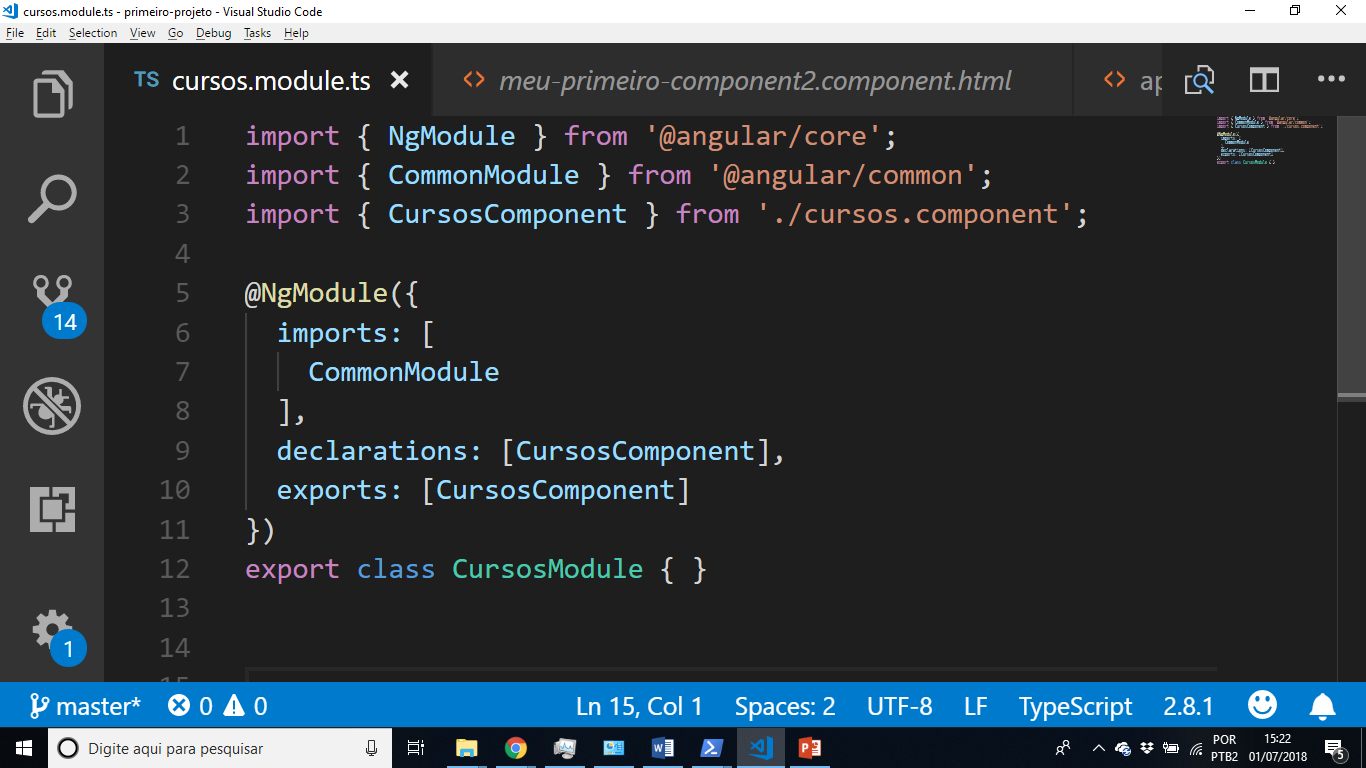 cursos.module.ts - primeiro-projeto - Visual Studio Code
File Edit Selection View Go Debug Tasks Help
TS cursos.module.ts <> meu-primeiro-component2.component.html <> ap
1 import { NgModule } from '@angular/core';
2 import { CommonModule } from '@angular/common';
3 import { CursosComponent } from './cursos.component';
4
5 @NgModule({
6 imports: [
7 CommonModule
8 ],
9 declarations: [CursosComponent],
10 exports: [CursosComponent]
11 })
12 export class CursosModule { }
13
14
15
14
1
master* 0 0 Ln 15, Col 1 Spaces: 2 UTF-8 LF TypeScript 2.8.1
Digite aqui para pesquisar
POR
PTB2
15:22
01/07/2018
5